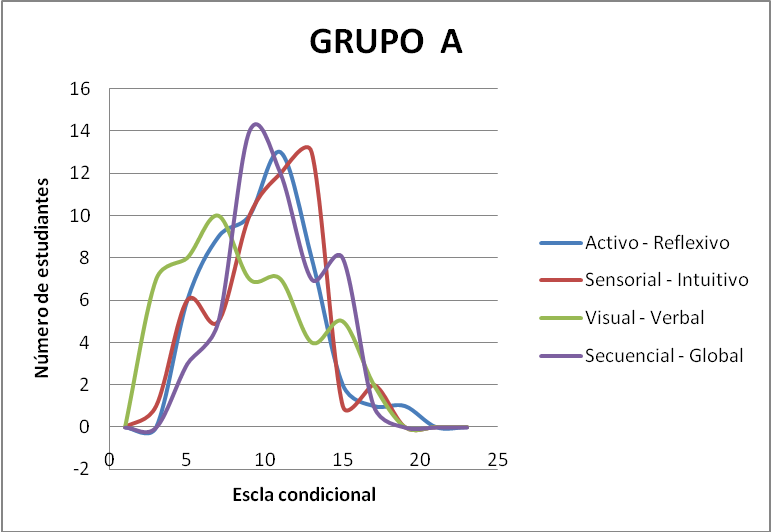 GRUPO A
16
14
12
10
8
6
4
2
0
-2
0 5 10 15 20 25
Número de estudiantes
Escla condicional
Activo - Reflexivo
Sensorial - Intuitivo
Visual - Verbal
Secuencial - Global